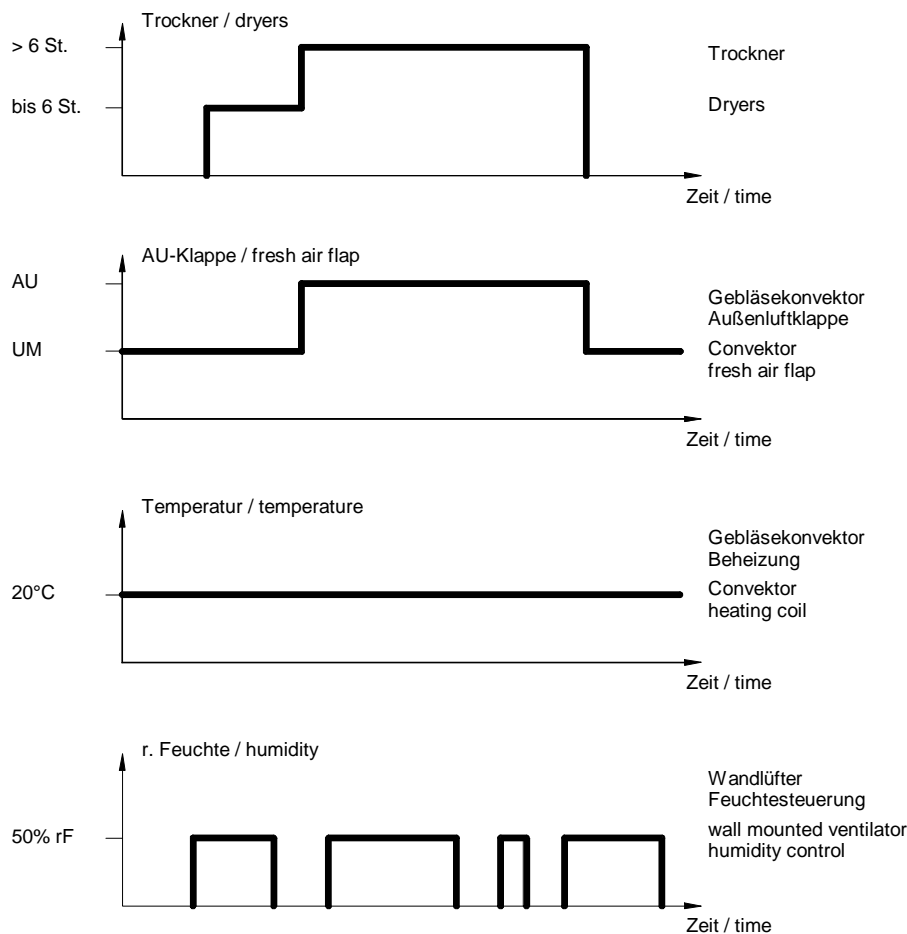 Trockner / dryers
> 6 St.
Trockner
bis 6 St.
Dryers
Zeit / time
AU-Klappe / fresh air flap
AU
Gebläsekonvektor
Außenluftklappe
UM
Convektor
fresh air flap
Zeit / time
Temperatur / temperature
Gebläsekonvektor
Beheizung
20°C
Convektor
heating coil
Zeit / time
r. Feuchte / humidity
Wandlüfter
Feuchtesteuerung
50% rF
wall mounted ventilator
humidity control
Zeit / time